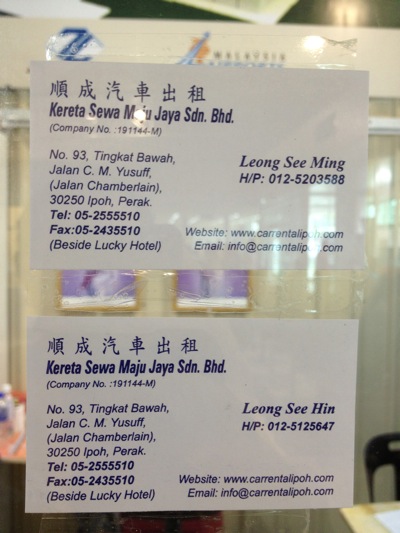 MALAYSIA
順成汽車出租
Kereta Sewa Maju Jaya Sdn. Bhd.
(Company No. :191144-M)
No. 93, Tingkat Bawah,
Jalan C. M. Yusuff,
(Jalan Chamberlain),
30250 Ipoh, Perak.
Tel: 05-2555510
Fax:05-2435510
(Beside Lucky Hotel)
Leong See Ming
H/P: 012-5203588
Website: www.carrentalipoh.com
Email: info@carrentalipoh.com
順成汽車出租
Kereta Sewa Maju Jaya Sdn. Bhd.
(Company No. :191144-M)
No. 93, Tingkat Bawah,
Jalan C. M. Yusuff,
(Jalan Chamberlain),
30250 Ipoh, Perak.
Tel: 05-2555510
Fax:05-2435510
(Beside Lucky Hotel)
Leong See Hin
H/P: 012-5125647
Website: www.carrentalipoh.com
Email: info@carrentalipoh.com